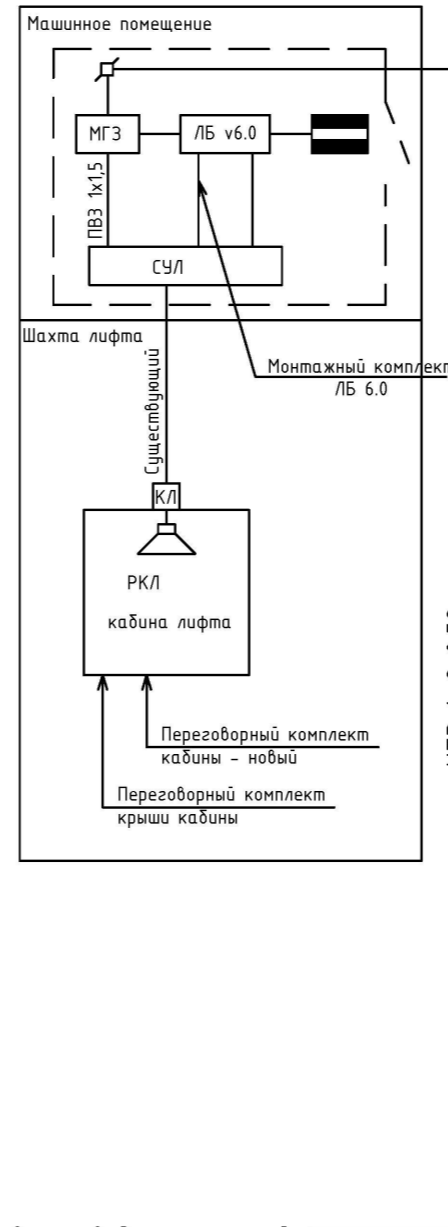 Машинное помещение
МГЗ
ЛБ v6.0
ПВ3 1х1,5
СУЛ
Шахта лифта
Монтажный комплект
ЛБ 6.0
Существующий
КЛ
РКЛ
кабина лифта
Переговорный комплект
кабины - новый
Переговорный комплект
крыши кабины